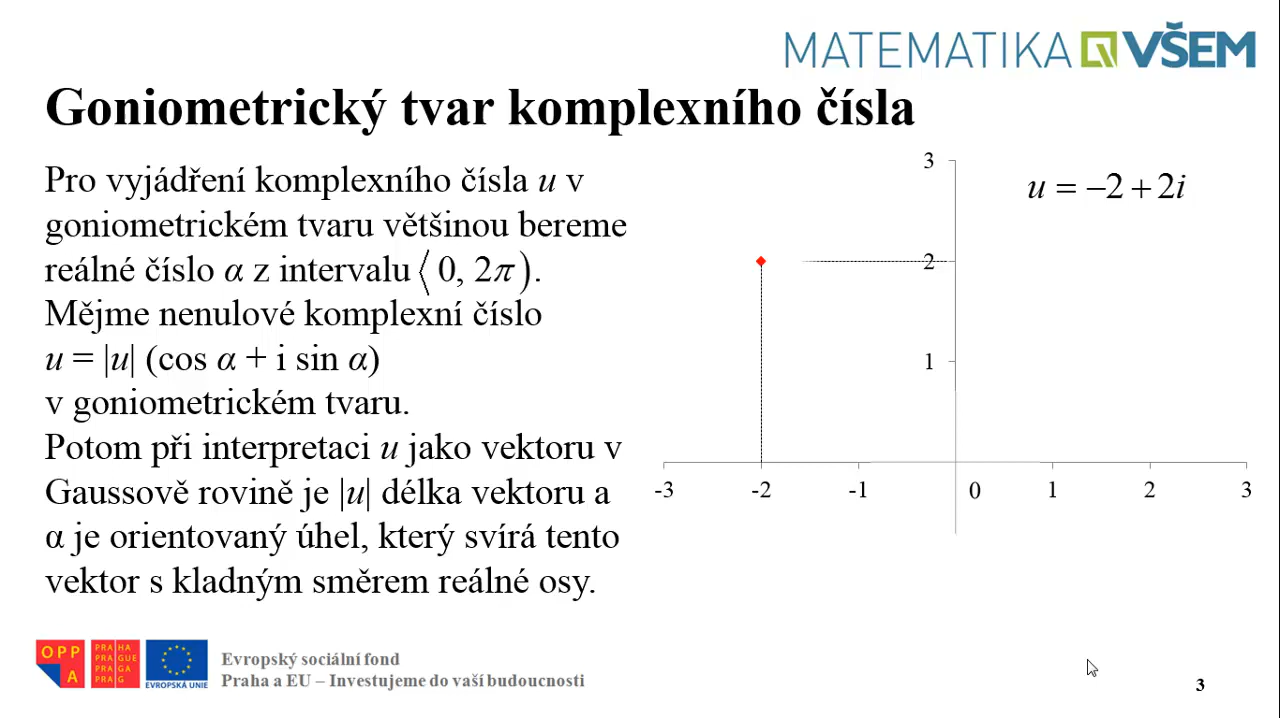 MATEMATIKA VŠEM
Goniometrický tvar komplexního čísla
Pro vyjádření komplexního čísla u v
goniometrickém tvaru většinou bereme
reálné číslo α z intervalu ⟨0, 2π).
Mějme nenulové komplexní číslo
u = |u| (cos α + i sin α)
v goniometrickém tvaru.
Potom při interpretaci u jako vektoru v
Gaussově rovině je |u| délka vektoru a
α je orientovaný úhel, který svírá tento
vektor s kladným směrem reálné osy.
u = −2 + 2i
3
2
1
-3 -2 -1 0 1 2 3
OPP
A
PRAHA
PRAGUE
PRAGA
PRAG
EVROPSKÁ UNIE
Evropský sociální fond
Praha a EU – Investujeme do vaší budoucnosti
3